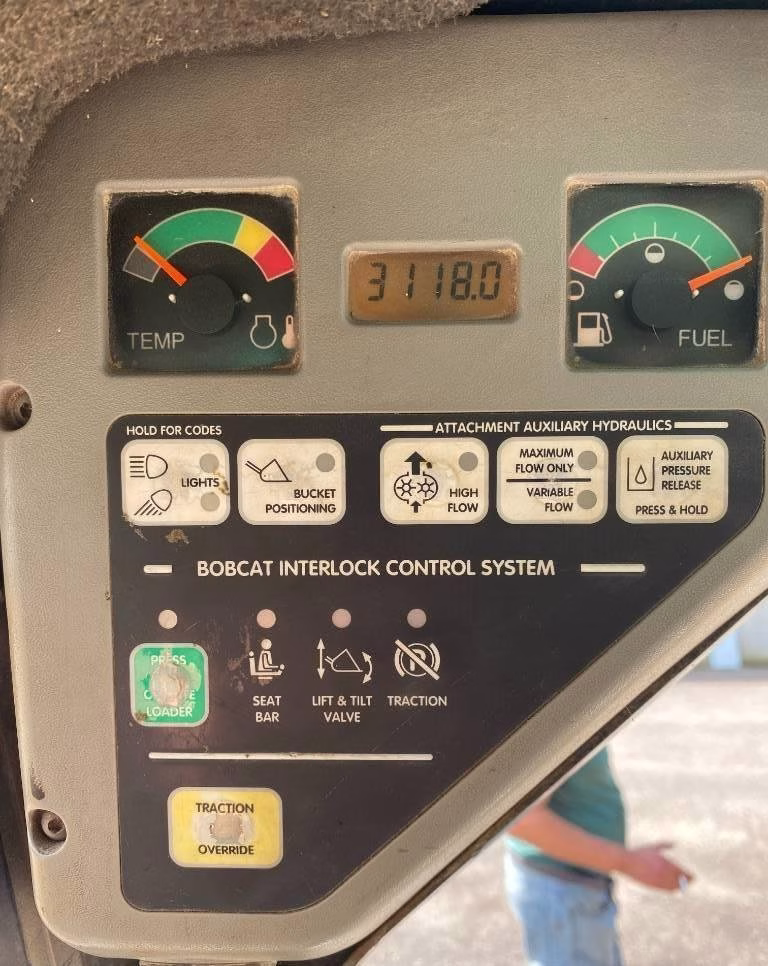 3118.0
TEMP
FUEL
HOLD FOR CODES
ATTACHMENT AUXILIARY HYDRAULICS
LIGHTS
BUCKET
POSITIONING
HIGH
FLOW
MAXIMUM
FLOW ONLY
VARIABLE
FLOW
AUXILIARY
PRESSURE
RELEASE
PRESS & HOLD
BOBCAT INTERLOCK CONTROL SYSTEM
PRESS
LOADER
SEAT
BAR
LIFT & TILT
VALVE
TRACTION
TRACTION
OVERRIDE